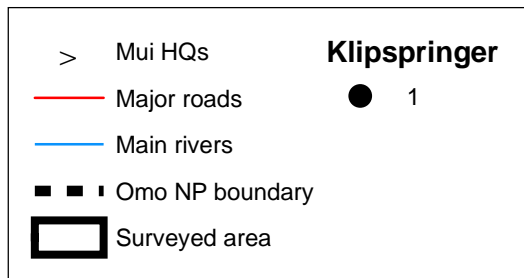 > Mui HQs
Major roads
Main rivers
Omo NP boundary
Surveyed area
Klipspringer
1